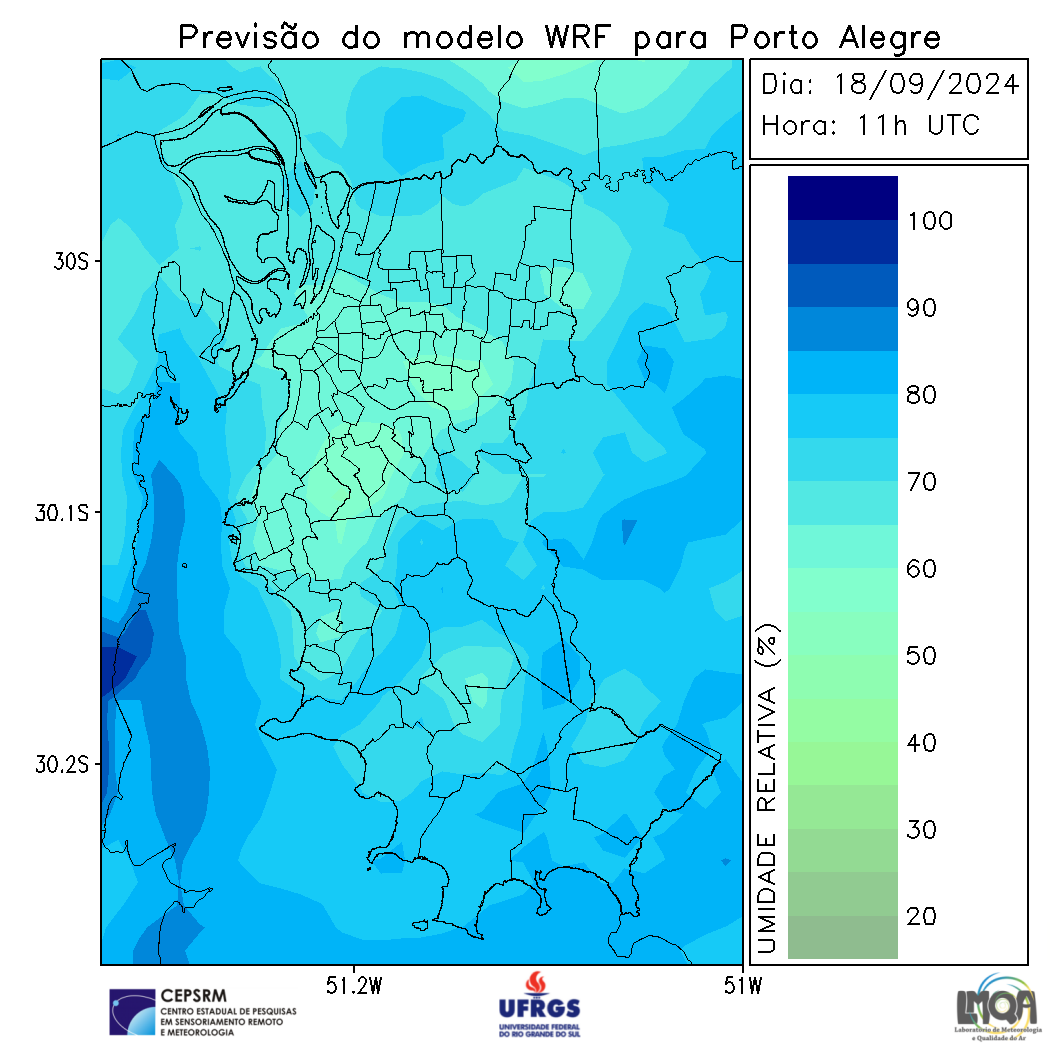 Previsão do modelo WRF para Porto Alegre
Dia: 18/09/2024
Hora: 11h UTC
30S
30.1S
30.2S
51.2W
51W
100
90
80
70
60
50
40
30
20
UMIDADE RELATIVA (%)
CEPSRM
CENTRO ESTADUAL DE PESQUISAS
EM SENSORIAMENTO REMOTO
E METEOROLOGIA
UFRGS
UNIVERSIDADE FEDERAL
DO RIO GRANDE DO SUL
LMQA
Laboratório de Meteorologia
e Qualidade do Ar